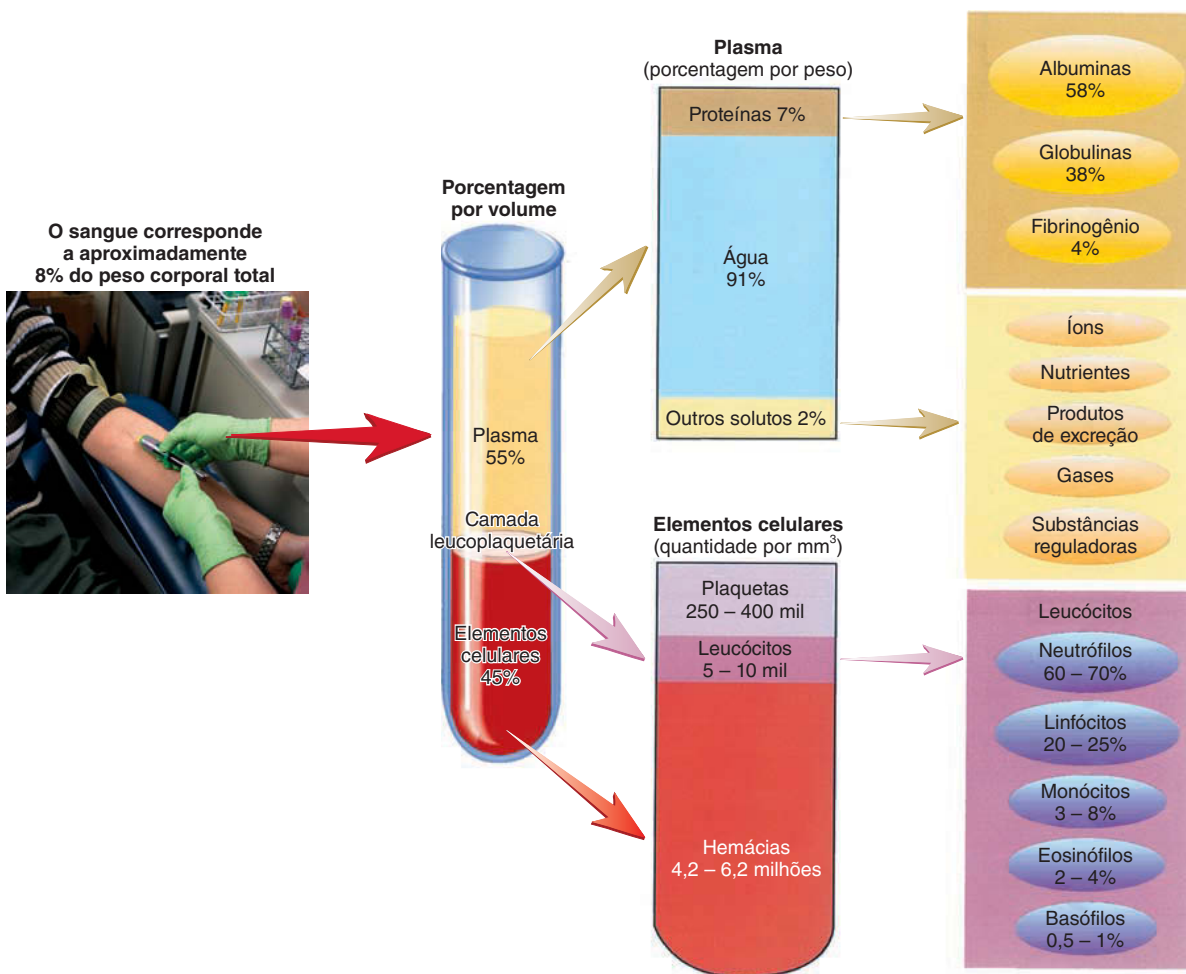 O sangue corresponde
a aproximadamente
8% do peso corporal total
Porcentagem
por volume
Plasma
55%
Camada
leucoplaquetária
Elementos
celulares
45%
Plasma
(porcentagem por peso)
Proteínas 7%
Água
91%
Outros solutos 2%
Elementos celulares
(quantidade por mm³)
Plaquetas
250 – 400 mil
Leucócitos
5 – 10 mil
Hemácias
4,2 – 6,2 milhões
Albuminas
58%
Globulinas
38%
Fibrinogênio
4%
Íons
Nutrientes
Produtos
de excreção
Gases
Substâncias
reguladoras
Leucócitos
Neutrófilos
60 – 70%
Linfócitos
20 – 25%
Monócitos
3 – 8%
Eosinófilos
2 – 4%
Basófilos
0,5 – 1%